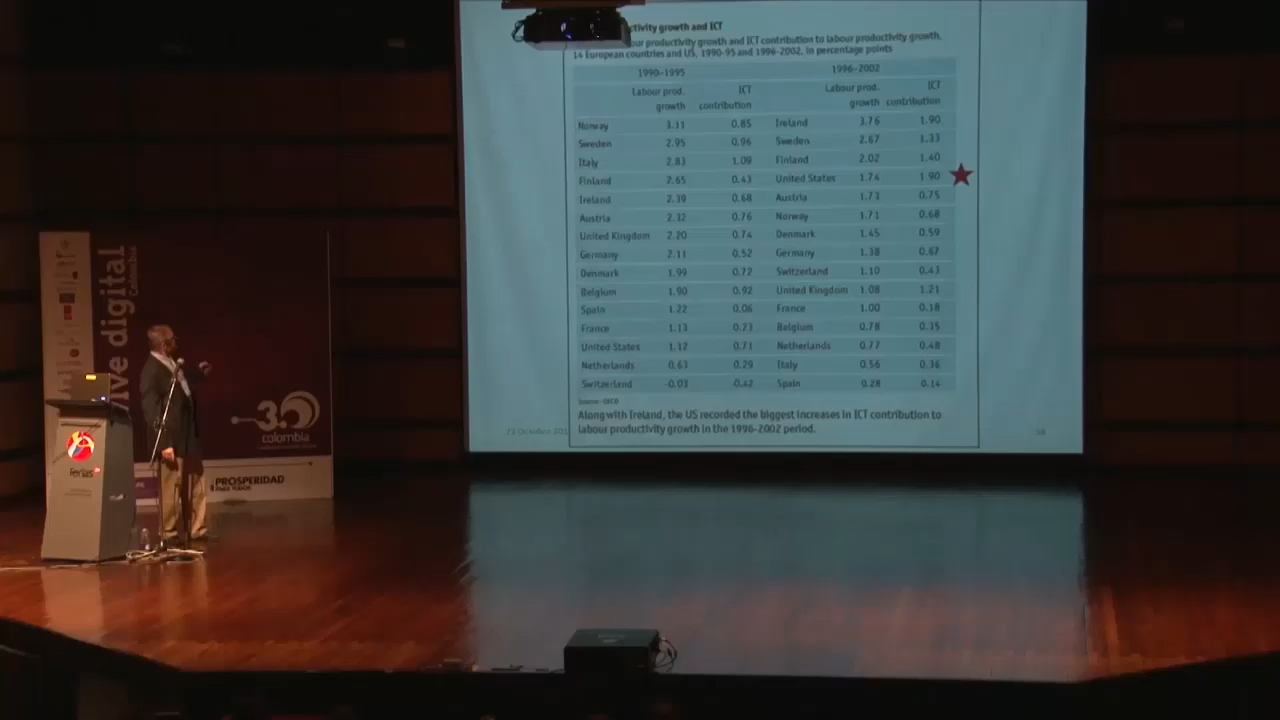 ctivity growth and ICT
our productivity growth and ICT contribution to labour productivity growth,
14 European countries and US, 1990-95 and 1996-2002, in percentage points
1990-1995 1996-2002
Labour prod. growth ICT contribution Labour prod. growth ICT contribution
Norway 3.11 0.85 Ireland 3.76 1.90
Sweden 2.95 0.96 Sweden 2.67 1.33
Italy 2.83 1.09 Finland 2.02 1.40
Finland 2.65 0.43 United States 1.74 1.90
Ireland 2.39 0.68 Austria 1.73 0.75
Austria 2.32 0.76 Norway 1.71 0.68
United Kingdom 2.20 0.74 Denmark 1.45 0.59
Germany 2.11 0.52 Germany 1.38 0.67
Denmark 1.99 0.72 Switzerland 1.10 0.43
Belgium 1.90 0.92 United Kingdom 1.08 1.21
Spain 1.22 0.06 France 1.00 0.18
France 1.13 0.23 Belgium 0.78 0.35
United States 1.12 0.71 Netherlands 0.77 0.48
Netherlands 0.63 0.29 Italy 0.56 0.36
Switzerland -0.03 0.42 Spain 0.28 0.14
Source: OECD
Along with Ireland, the US recorded the biggest increases in ICT contribution to
labour productivity growth in the 1996-2002 period.
ive digital
Colombia
3.0
colombia
PROSPERIDAD
PARA TODOS
ferias